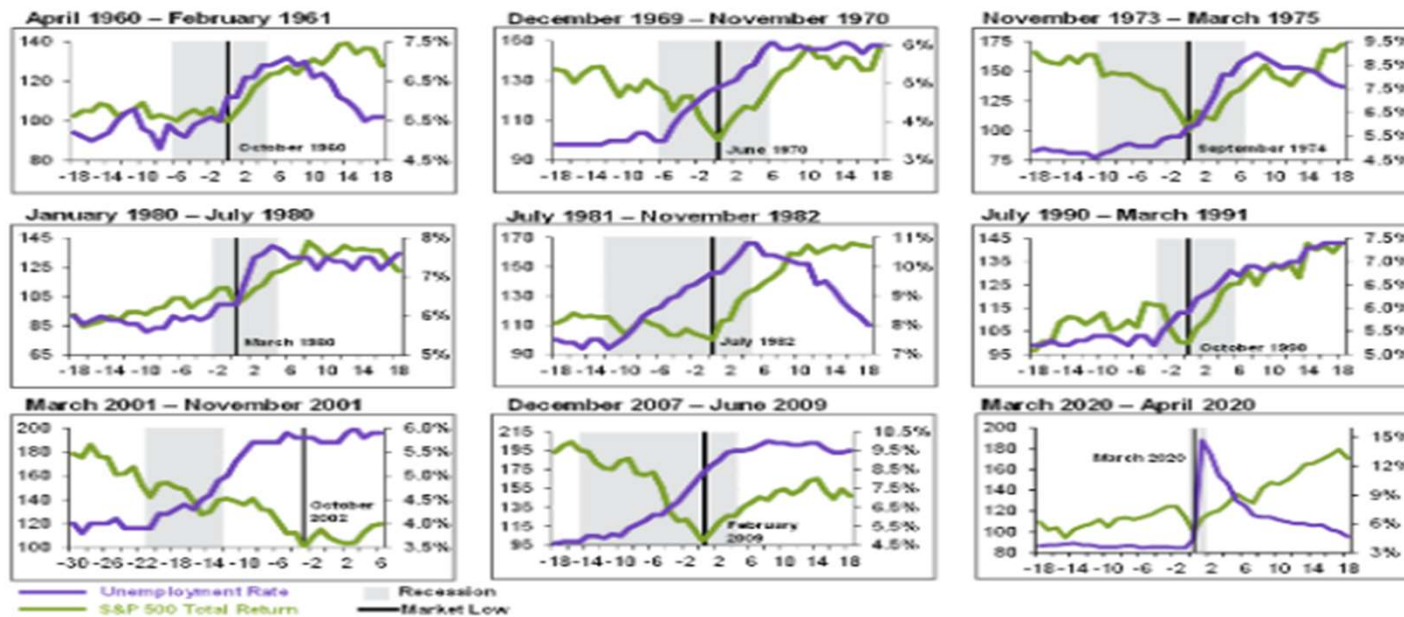 April 1960 – February 1961
December 1969 – November 1970
November 1973 – March 1975
140 7.5%
120 6.5%
100 5.5%
80 4.5%
October 1960
-18 -14 -10 -6 -2 2 6 10 14 18
150 6%
130 5%
110 4%
90 3%
June 1970
-18 -14 -10 -6 -2 2 6 10 14 18
175 9.5%
150 8.5%
125 7.5%
100 6.5%
75 5.5%
4.5%
September 1974
-18 -14 -10 -6 -2 2 6 10 14 18
January 1980 – July 1980
July 1981 – November 1982
July 1990 – March 1991
145 8%
125 7%
105 6%
85 5%
65
March 1980
-18 -14 -10 -6 -2 2 6 10 14 18
170 11%
150 10%
130 9%
110 8%
90 7%
July 1982
-18 -14 -10 -6 -2 2 6 10 14 18
145 7.5%
135 7.0%
125 6.5%
115 6.0%
105 5.5%
95 5.0%
October 1990
-18 -14 -10 -6 -2 2 6 10 14 18
March 2001 – November 2001
December 2007 – June 2009
March 2020 – April 2020
200 6.0%
180 5.5%
160 5.0%
140 4.5%
120 4.0%
100 3.5%
October
2002
-30 -26 -22 -18 -14 -10 -6 -2 2 6
215 10.5%
195 9.5%
175 8.5%
155 7.5%
135 6.5%
115 5.5%
95 4.5%
February
2009
-18 -14 -10 -6 -2 2 6 10 14 18
200 15%
180 12%
160 9%
140 6%
120 3%
100
80
March 2020
-18 -14 -10 -6 -2 2 6 10 14 18
Unemployment Rate
Recession
S&P 500 Total Return
Market Low